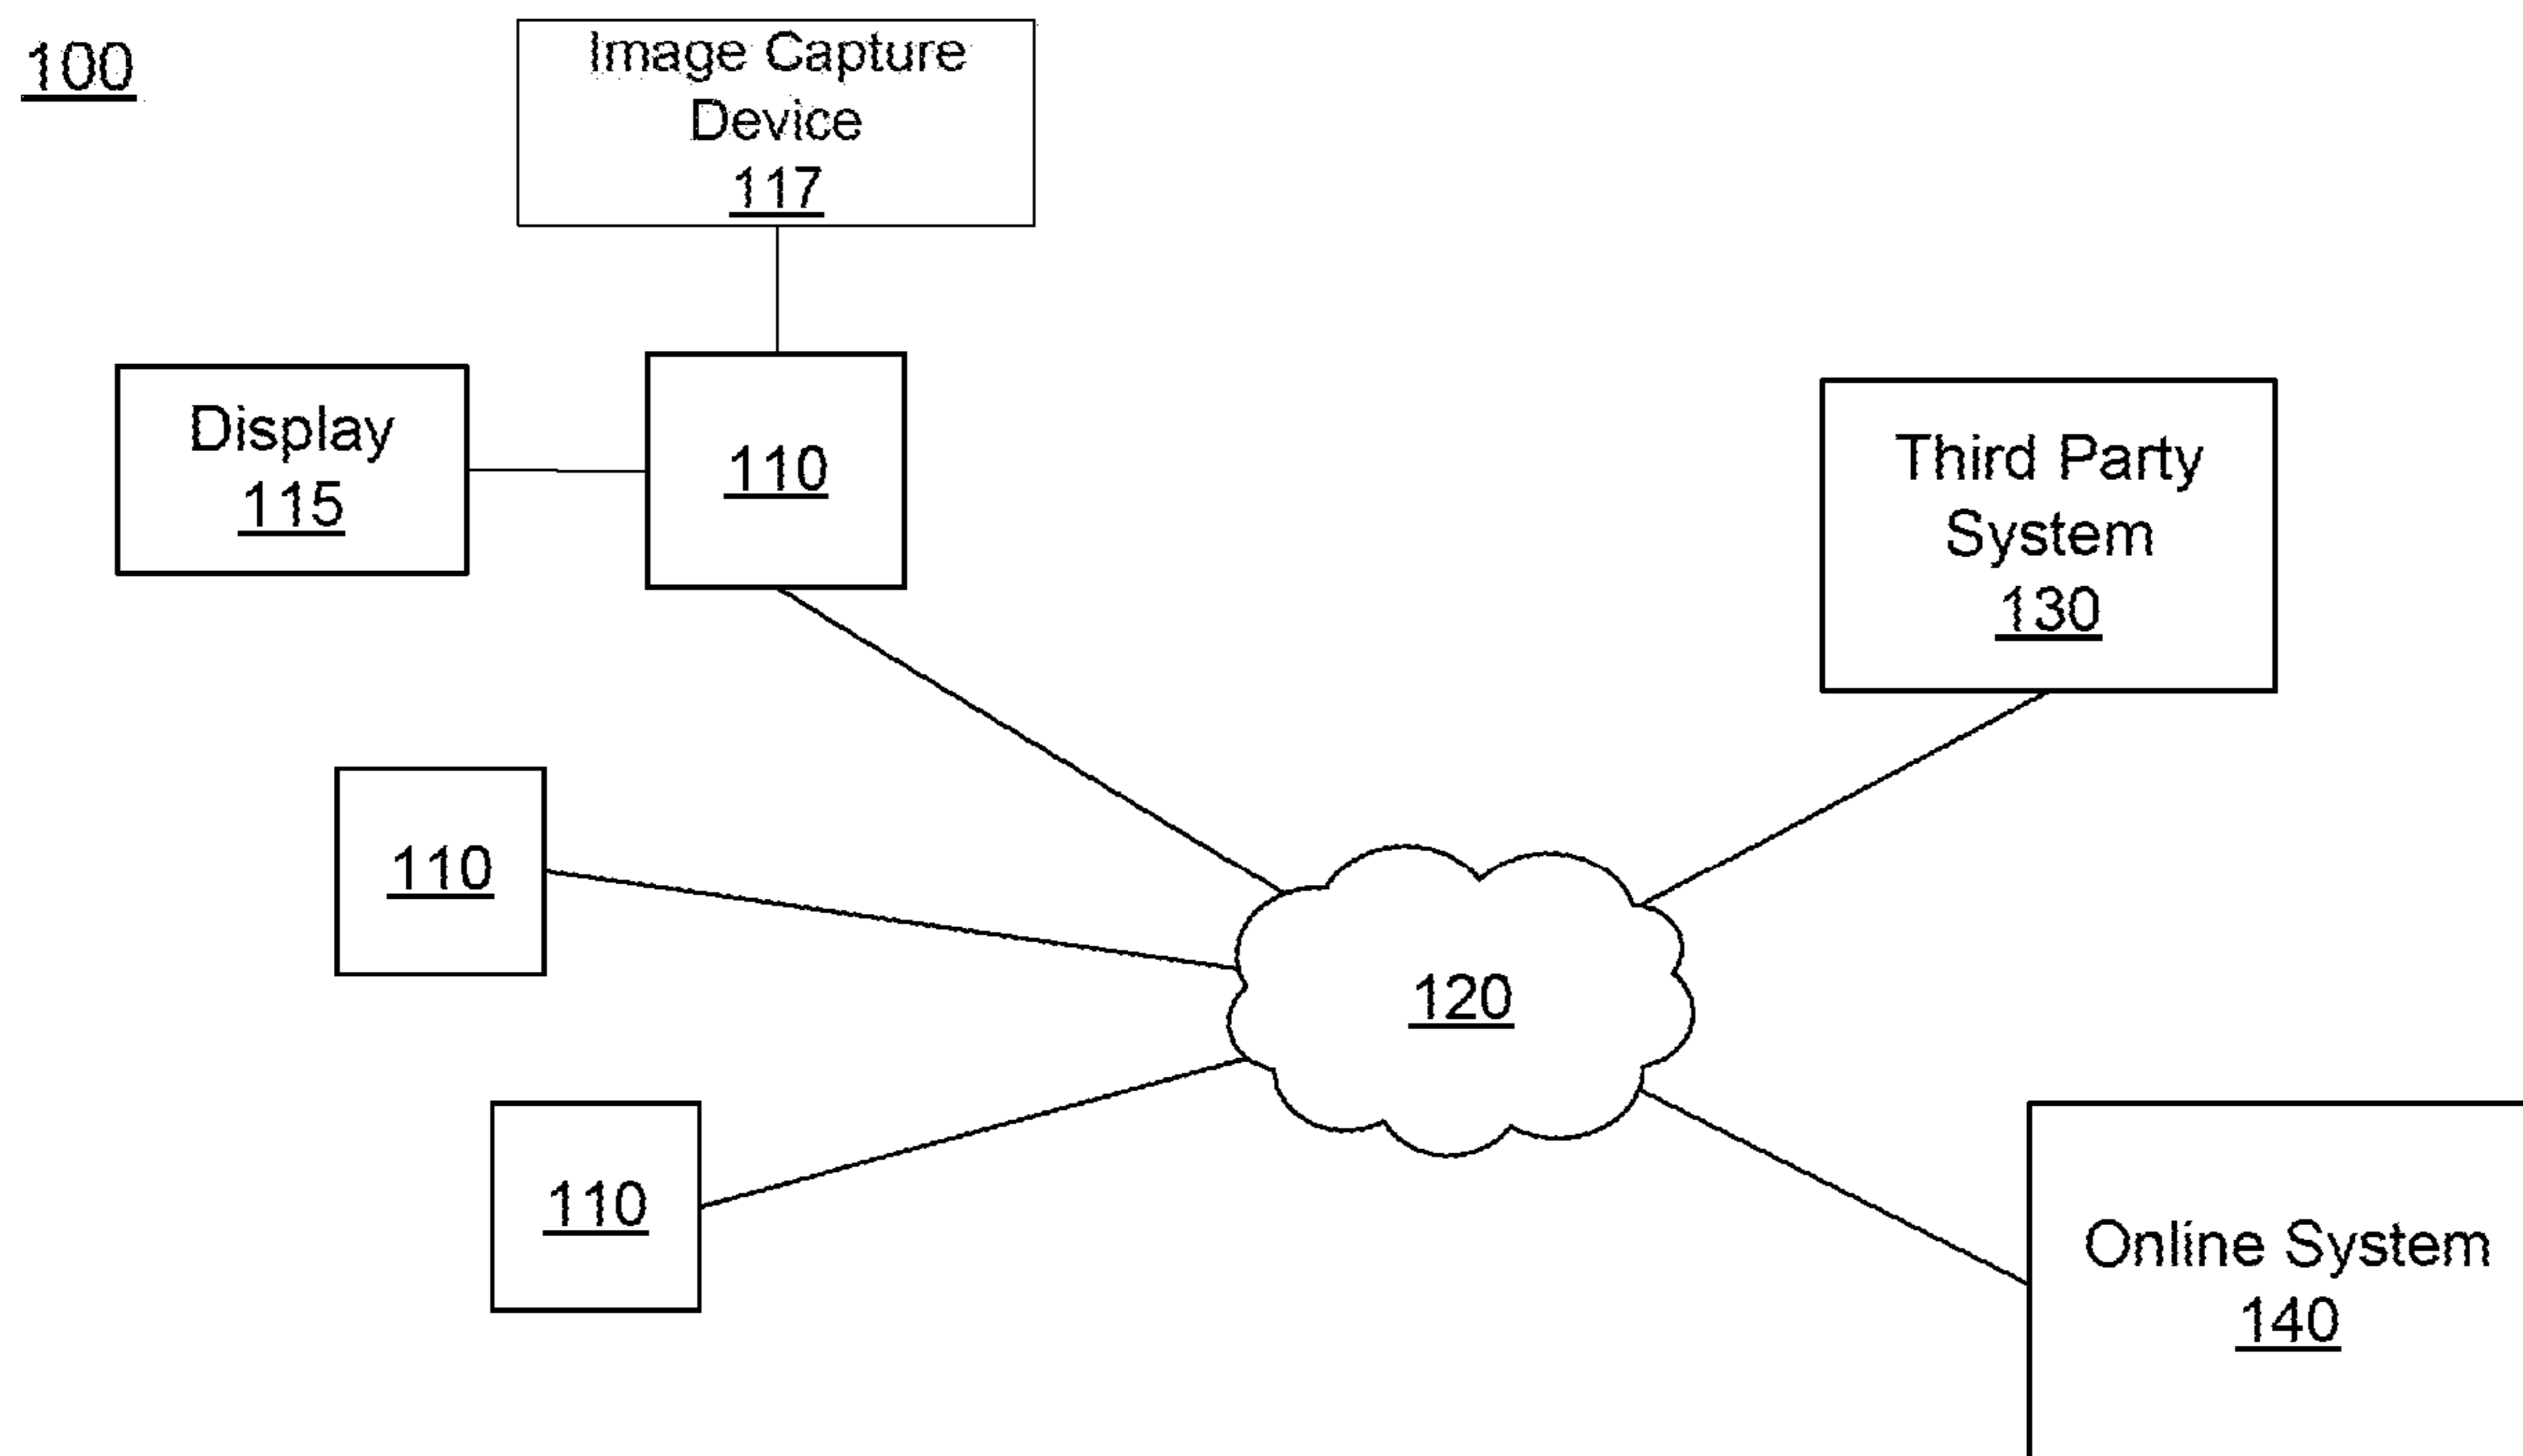 100
Image Capture
Device
117
Display
115
110
Third Party
System
130
110
120
110
Online System
140